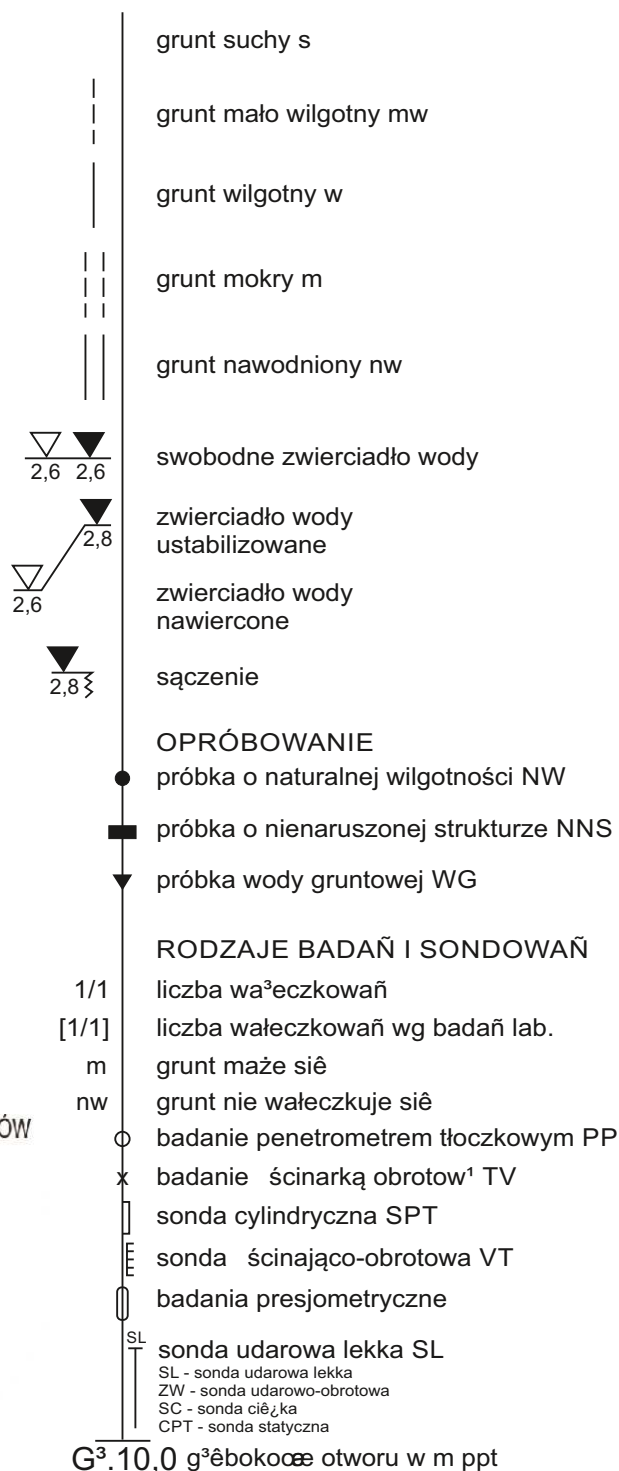 grunt suchy s
grunt mało wilgotny mw
grunt wilgotny w
grunt mokry m
grunt nawodniony nw
2,6 2,6 swobodne zwierciadło wody
2,8 zwierciadło wody
ustabilizowane
2,6 zwierciadło wody
nawiercone
2,8 sączenie
OPRÓBOWANIE
próbka o naturalnej wilgotności NW
próbka o nienaruszonej strukturze NNS
próbka wody gruntowej WG
RODZAJE BADAÑ I SONDOWAÑ
1/1 liczba wa³eczkowañ
[1/1] liczba wałeczkowañ wg badań lab.
m grunt maże siê
nw grunt nie wałeczkuje siê
ÓW
badanie penetrometrem tłoczkowym PP
x badanie ścinarką obrotow¹ TV
sonda cylindryczna SPT
sonda ścinająco-obrotowa VT
badania presjometryczne
SL sonda udarowa lekka SL
SL - sonda udarowa lekka
ZW - sonda udarowo-obrotowa
SC - sonda ciê¿ka
CPT - sonda statyczna
G³.10,0 g³êbokoœæ otworu w m ppt